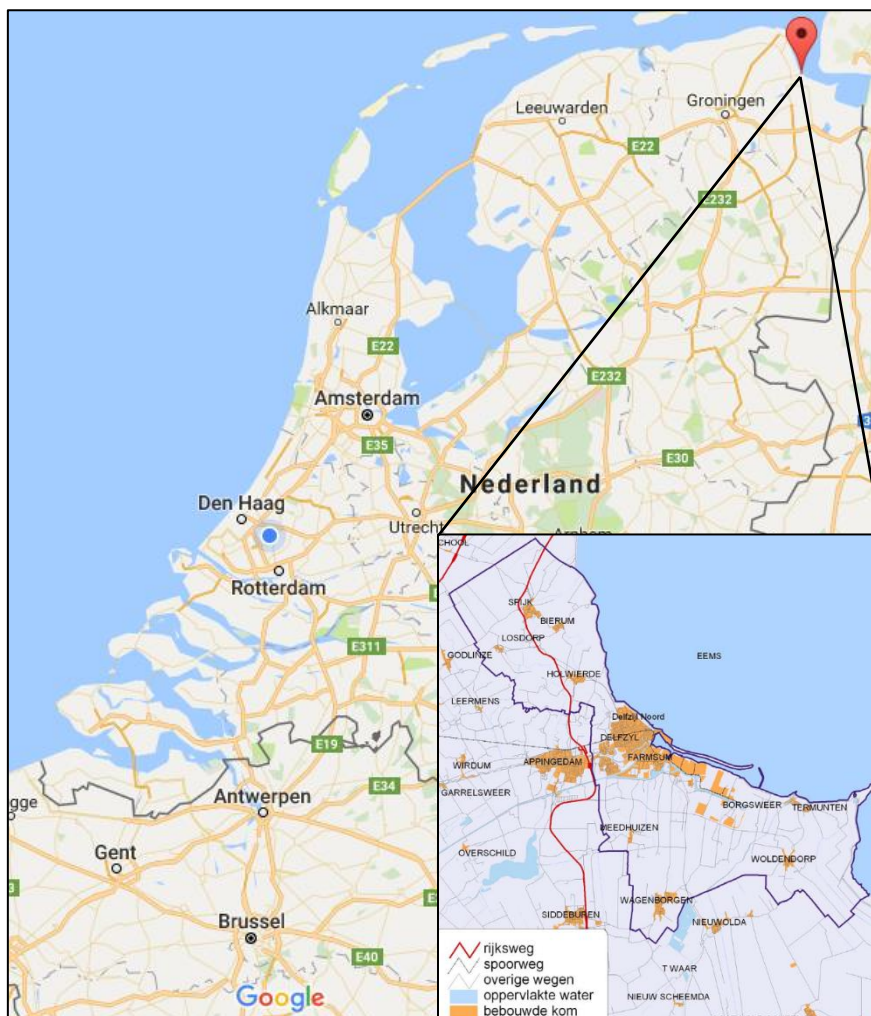 Leeuwarden
Groningen
E22
E232
Alkmaar
E22
E232
Amsterdam
E35
E30
Nederland
Den Haag
Utrecht
Arnhem
Rotterdam
E311
E19
E34
Antwerpen
Gent
Brussel
E40
Google
SPIJK
BIERUM
LOSDORP
EEMS
GODLINZE
HOLWIERDE
LEERMENS
Delfzijl Noord
DELFZYL
WIRDUM
APPINGEDAM
FARMSUM
GARRELSWEER
BORGSWEER
TERMUNTEN
MEEDHUIZEN
OVERSCHILD
WOLDENDORP
WAGENBORGEN
SIDDEBUREN
NIEUWOLDA
T WAAR
NIEUW SCHEEMDA
rijksweg
spoorweg
overige wegen
oppervlakte water
bebouwde kom